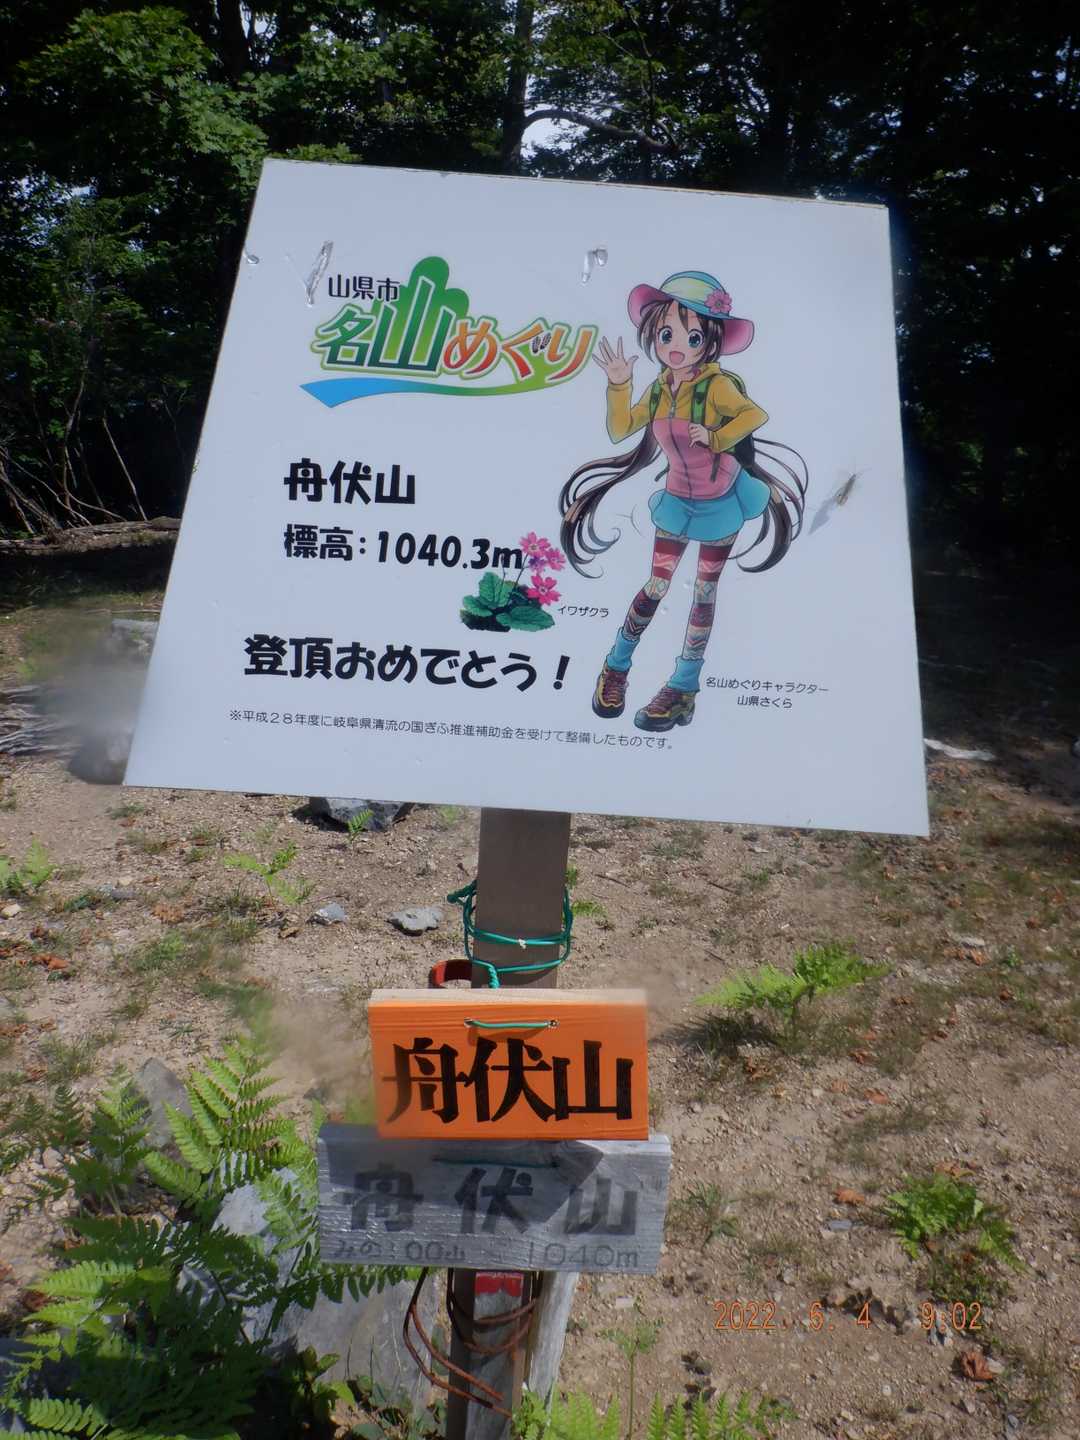 山県市
名山めぐり
舟伏山
標高：1040.3m
イワザクラ
登頂おめでとう！
名山めぐりキャラクター
山県さくら
※平成２８年度に岐阜県清流の国ぎふ推進補助金を受けて整備したものです。
舟伏山
舟伏山
1040m
2022. 6. 4 9:02